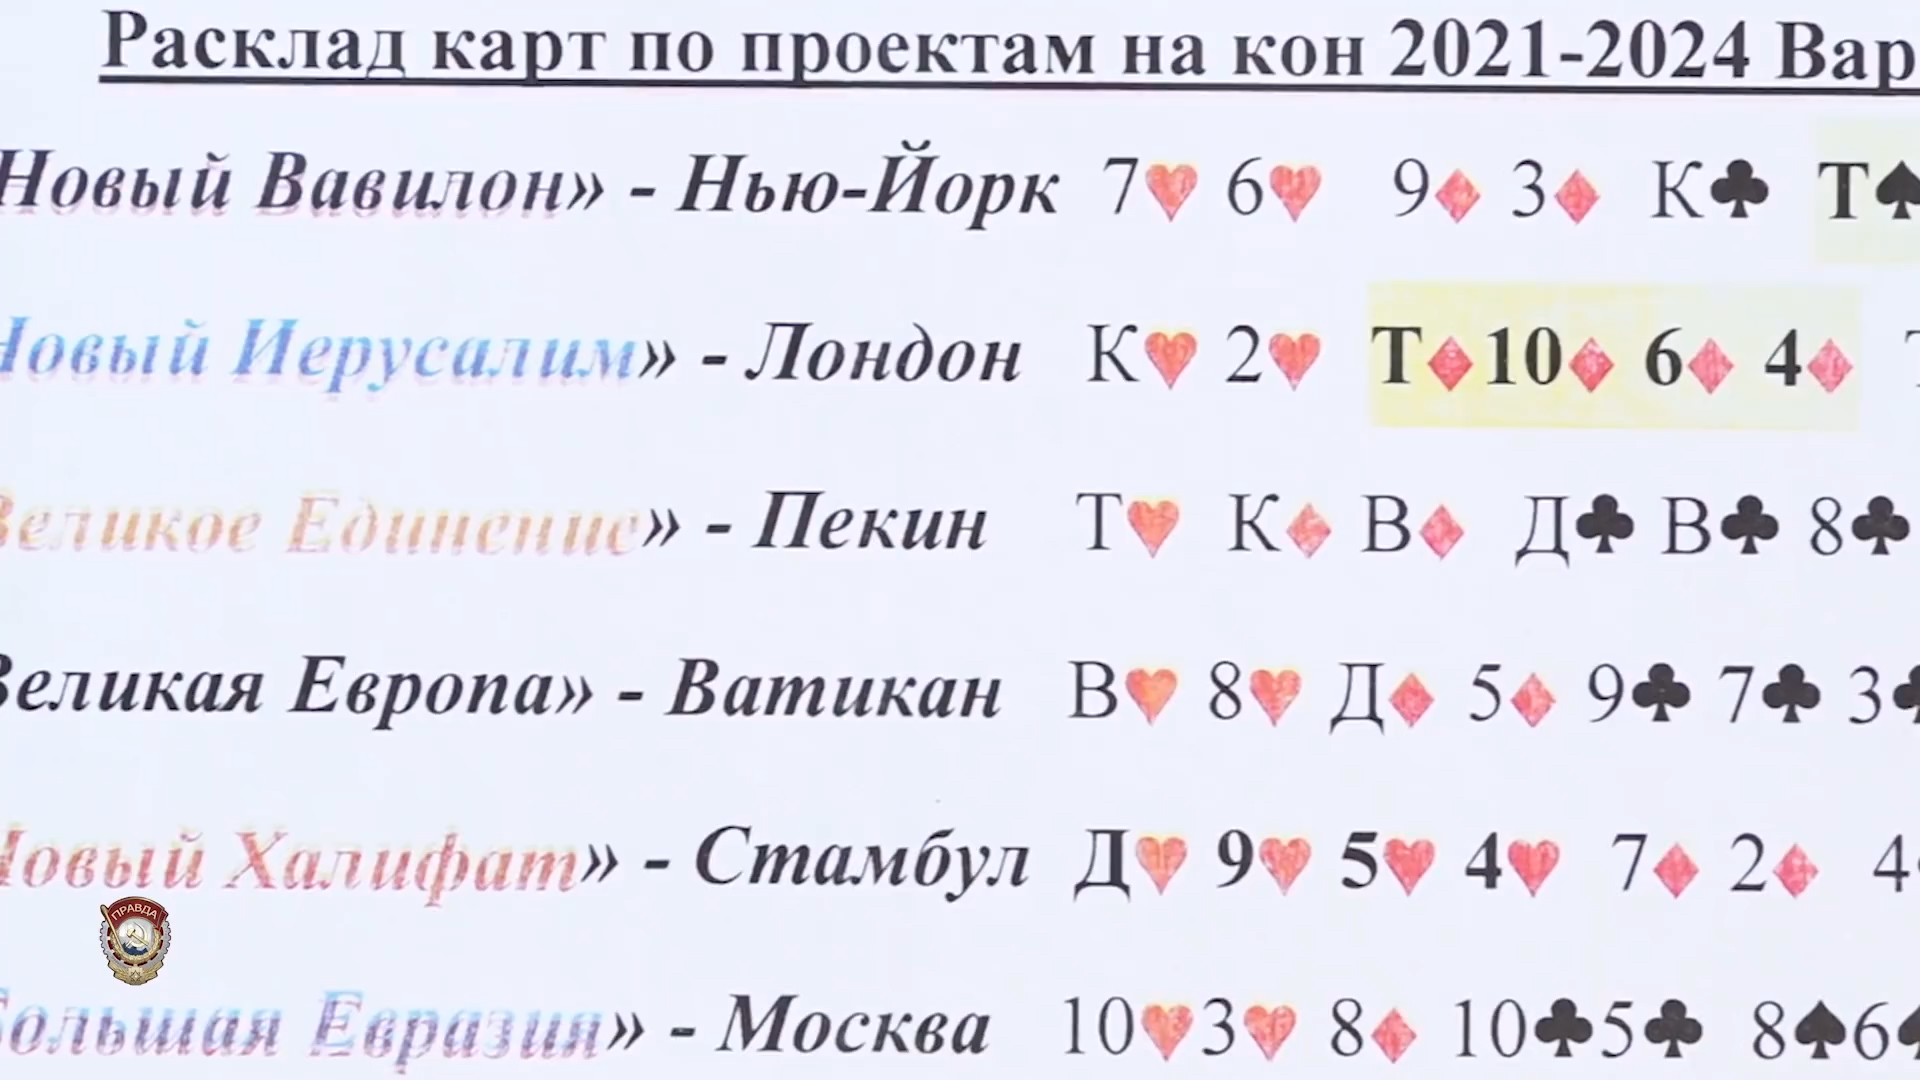 Расклад карт по проектам на кон 2021-2024 Вар
Новый Вавилон» - Нью-Йорк 7♥ 6♥ 9♦ 3♦ К♣ Т♠
Новый Иерусалим» - Лондон К♥ 2♥ Т♦ 10♦ 6♦ 4♦
Великое Единение» - Пекин Т♥ К♦ В♦ Д♣ В♣ 8♣
Великая Европа» - Ватикан В♥ 8♥ Д♦ 5♦ 9♣ 7♣ 3♣
Новый Халифат» - Стамбул Д♥ 9♥ 5♥ 4♥ 7♦ 2♦ 4
ПРАВДА
Большая Евразия» - Москва 10♥ 3♥ 8♦ 10♣ 5♣ 8♠ 6♠